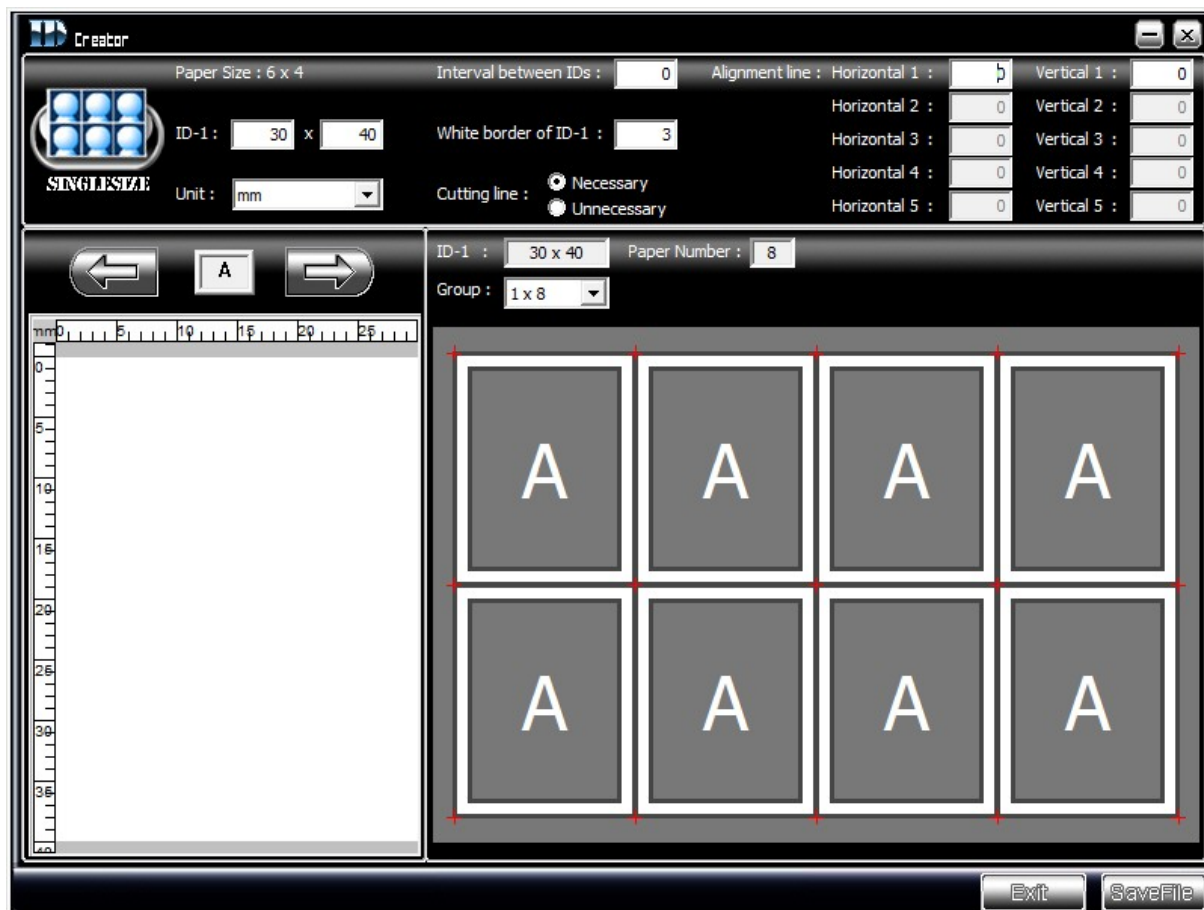 ID Creator
Paper Size : 6 x 4 Interval between IDs : 0 Alignment line : Horizontal 1 : Vertical 1 : 0
Horizontal 2 : 0 Vertical 2 : 0
ID-1 : 30 x 40 White border of ID-1 : 3 Horizontal 3 : 0 Vertical 3 : 0
SINGLESIZE
Unit : mm Cutting line : Necessary Horizontal 4 : 0 Vertical 4 : 0
Unnecessary Horizontal 5 : 0 Vertical 5 : 0
A
ID-1 : 30 x 40 Paper Number : 8
Group : 1 x 8
mm 0 5 10 15 20 25
0
5
10
15
20
25
30
35
40
A A A A
A A A A
Exit SaveFile